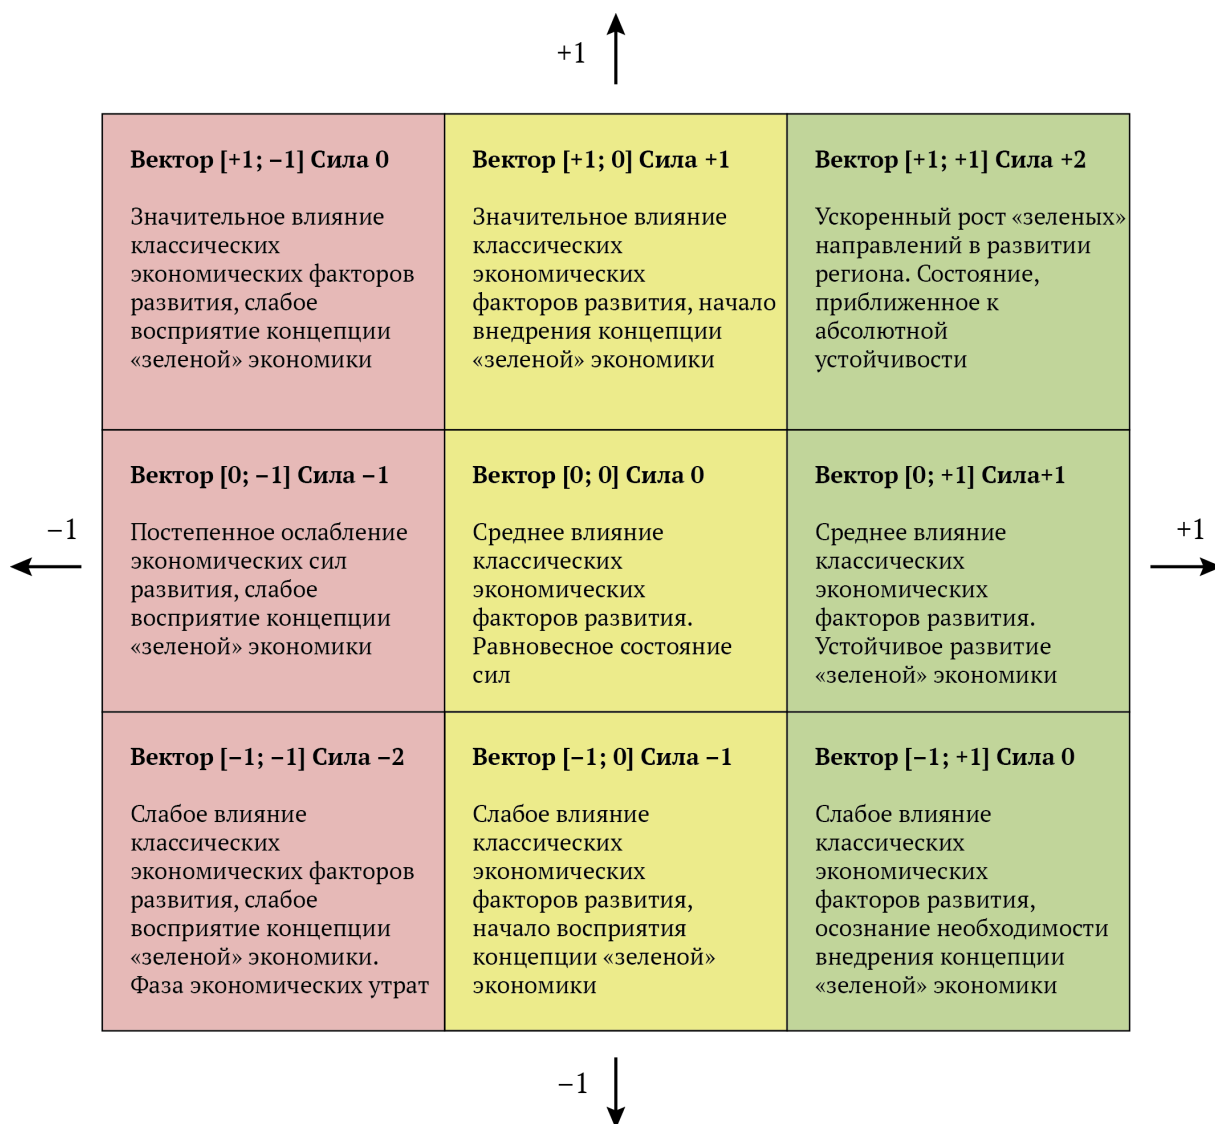 +1
Вектор [+1; −1] Сила 0
Значительное влияние
классических
экономических факторов
развития, слабое
восприятие концепции
«зеленой» экономики
Вектор [+1; 0] Сила +1
Значительное влияние
классических
экономических
факторов развития, начало
внедрения концепции
«зеленой» экономики
Вектор [+1; +1] Сила +2
Ускоренный рост «зеленых»
направлений в развитии
региона. Состояние,
приближенное к
абсолютной
устойчивости
−1
Вектор [0; −1] Сила −1
Постепенное ослабление
экономических сил
развития, слабое
восприятие концепции
«зеленой» экономики
Вектор [0; 0] Сила 0
Среднее влияние
классических
экономических
факторов развития.
Равновесное состояние
сил
Вектор [0; +1] Сила+1
Среднее влияние
классических
экономических
факторов развития.
Устойчивое развитие
«зеленой» экономики
+1
Вектор [−1; −1] Сила −2
Слабое влияние
классических
экономических факторов
развития, слабое
восприятие концепции
«зеленой» экономики.
Фаза экономических утрат
Вектор [−1; 0] Сила −1
Слабое влияние
классических
экономических
факторов развития,
начало восприятия
концепции «зеленой»
экономики
Вектор [−1; +1] Сила 0
Слабое влияние
классических
экономических
факторов развития,
осознание необходимости
внедрения концепции
«зеленой» экономики
−1